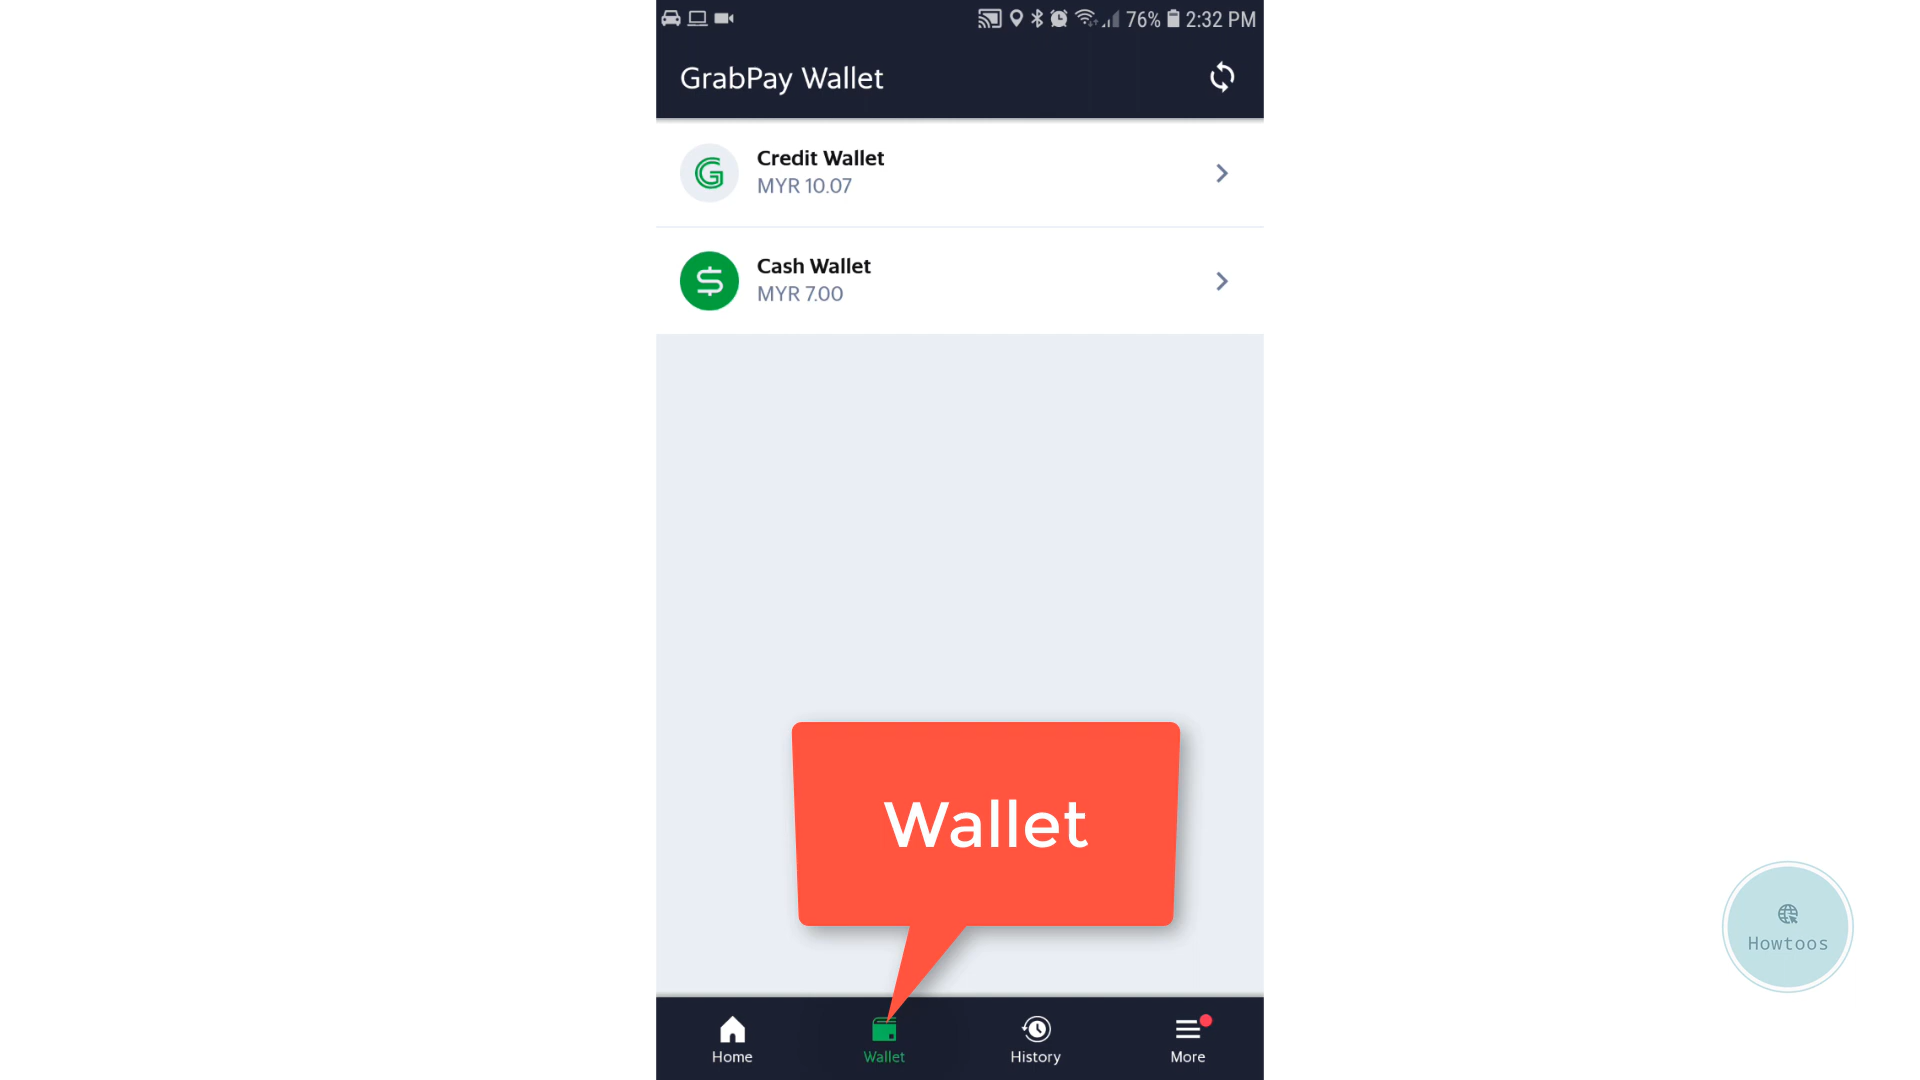 76% 2:32 PM
GrabPay Wallet
Credit Wallet
MYR 10.07
Cash Wallet
MYR 7.00
Wallet
Howtoos
Home
Wallet
History
More